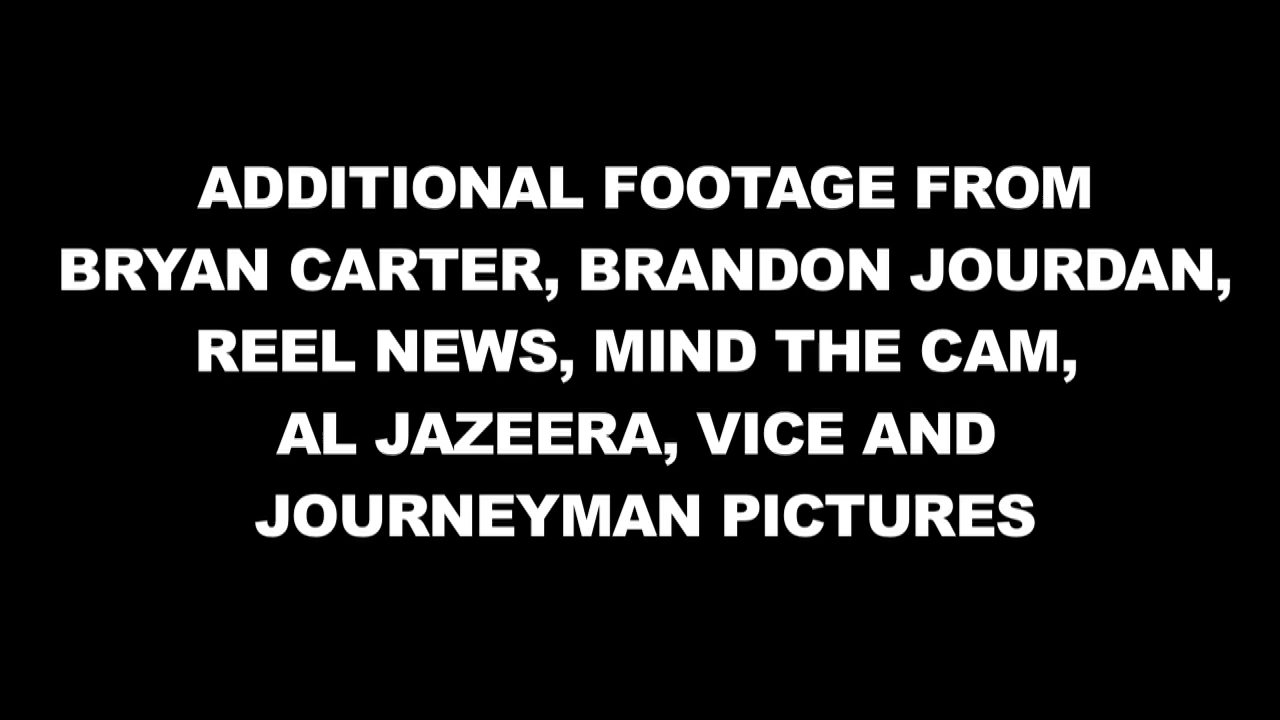 ADDITIONAL FOOTAGE FROM
BRYAN CARTER, BRANDON JOURDAN,
REEL NEWS, MIND THE CAM,
AL JAZEERA, VICE AND
JOURNEYMAN PICTURES